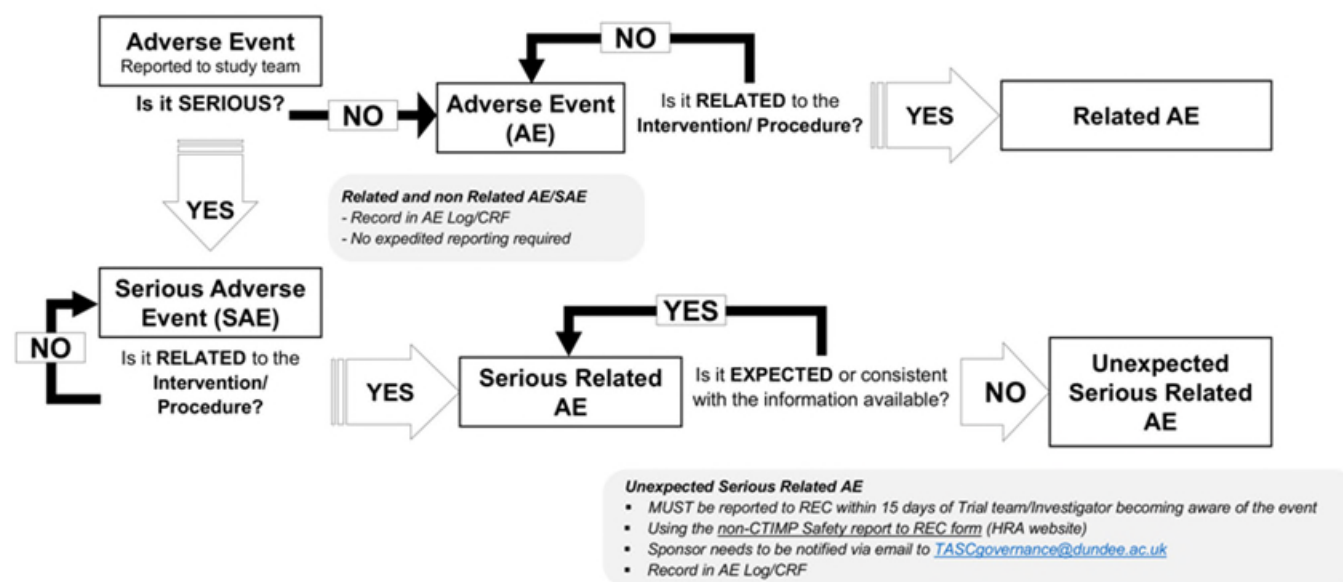 Adverse Event
Reported to study team
Is it SERIOUS?
NO
Adverse Event
(AE)
NO
Is it RELATED to the
Intervention/ Procedure?
YES
Related AE
YES
Related and non Related AE/SAE
- Record in AE Log/CRF
- No expedited reporting required
Serious Adverse
Event (SAE)
NO
Is it RELATED to the
Intervention/
Procedure?
YES
Serious Related
AE
YES
Is it EXPECTED or consistent
with the information available?
NO
Unexpected
Serious Related
AE
Unexpected Serious Related AE
▪ MUST be reported to REC within 15 days of Trial team/Investigator becoming aware of the event
▪ Using the non-CTIMP Safety report to REC form (HRA website)
▪ Sponsor needs to be notified via email to TASCgovernance@dundee.ac.uk
▪ Record in AE Log/CRF